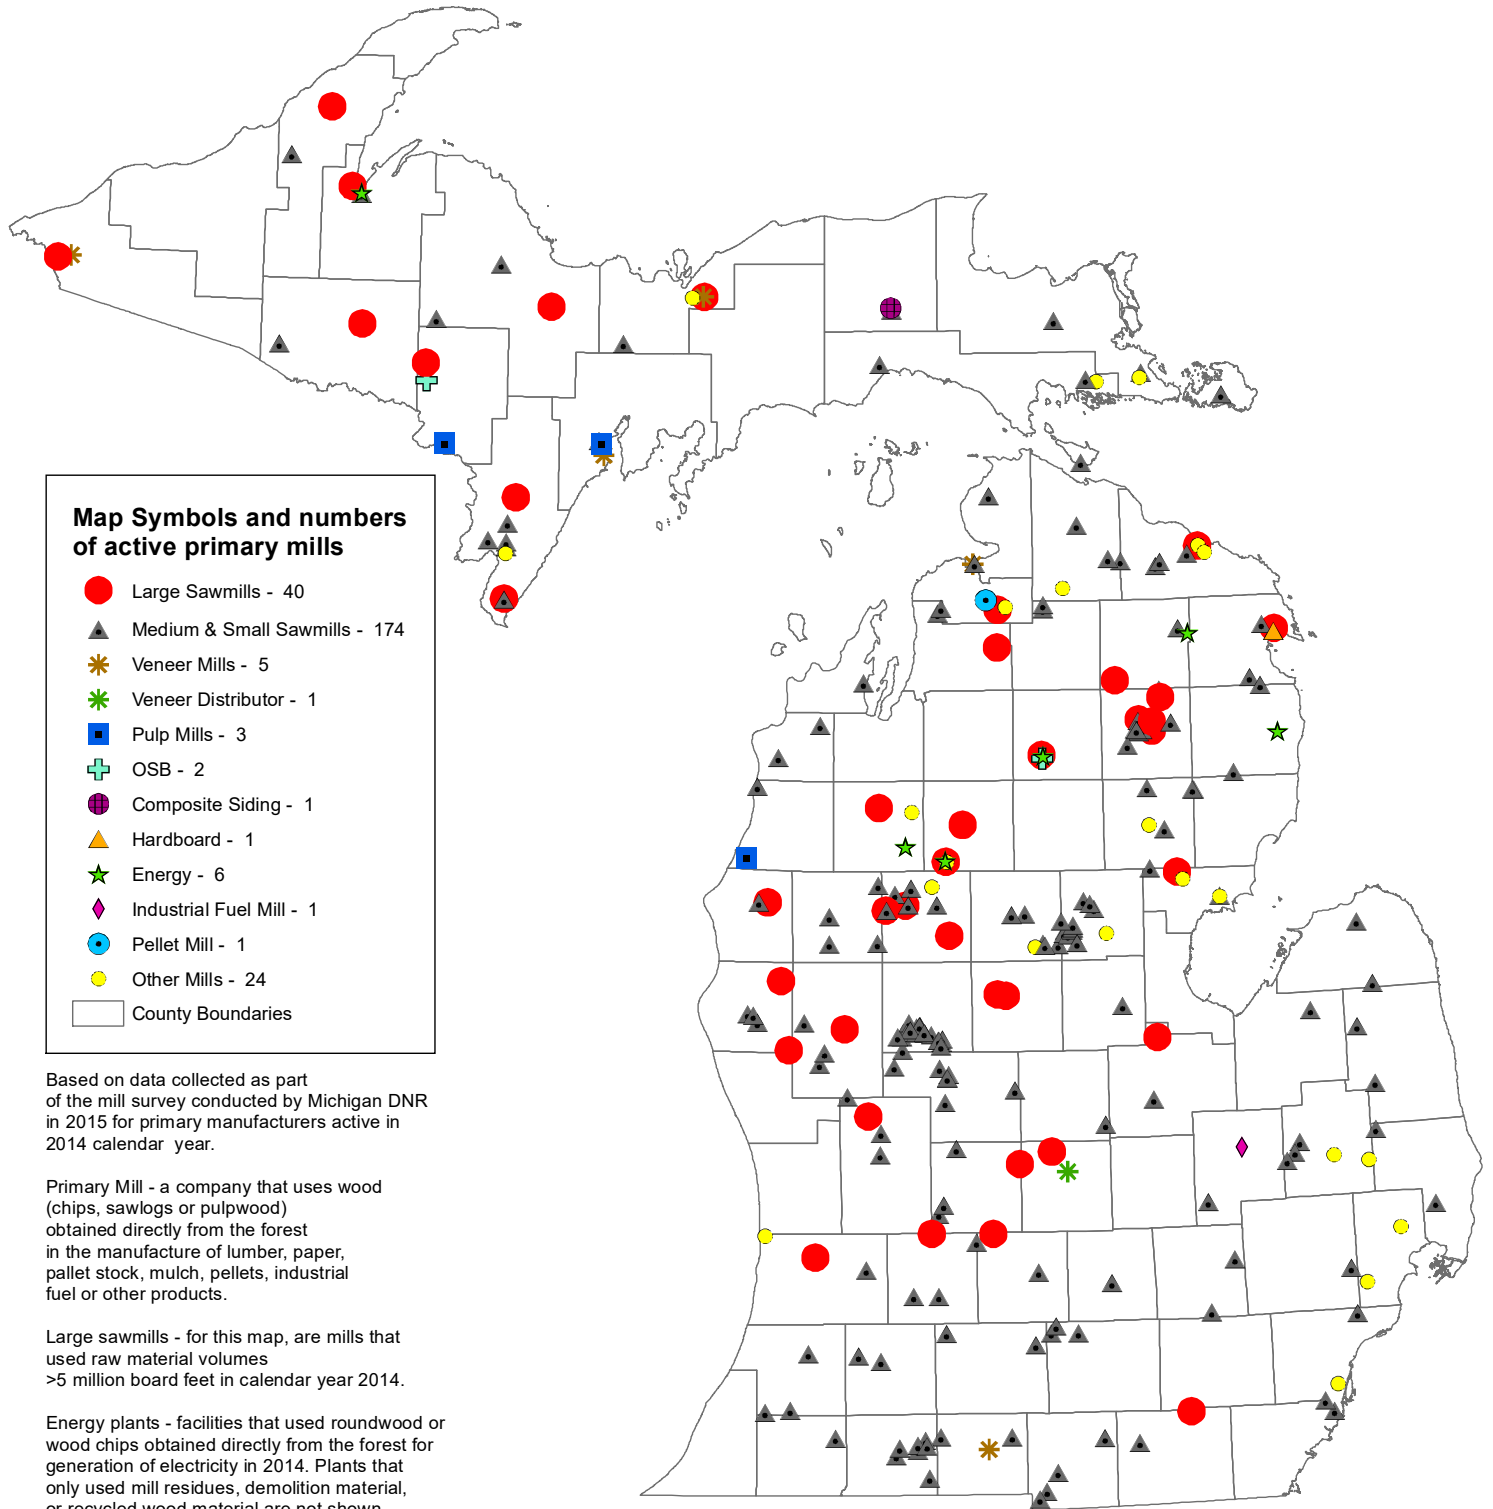 Map Symbols and numbers
of active primary mills
Large Sawmills - 40
Medium & Small Sawmills - 174
Veneer Mills - 5
Veneer Distributor - 1
Pulp Mills - 3
OSB - 2
Composite Siding - 1
Hardboard - 1
Energy - 6
Industrial Fuel Mill - 1
Pellet Mill - 1
Other Mills - 24
County Boundaries
Based on data collected as part
of the mill survey conducted by Michigan DNR
in 2015 for primary manufacturers active in
2014 calendar year.
Primary Mill - a company that uses wood
(chips, sawlogs or pulpwood)
obtained directly from the forest
in the manufacture of lumber, paper,
pallet stock, mulch, pellets, industrial
fuel or other products.
Large sawmills - for this map, are mills that
used raw material volumes
>5 million board feet in calendar year 2014.
Energy plants - facilities that used roundwood or
wood chips obtained directly from the forest for
generation of electricity in 2014. Plants that
only used mill residues, demolition material,
or recycled wood material are not shown